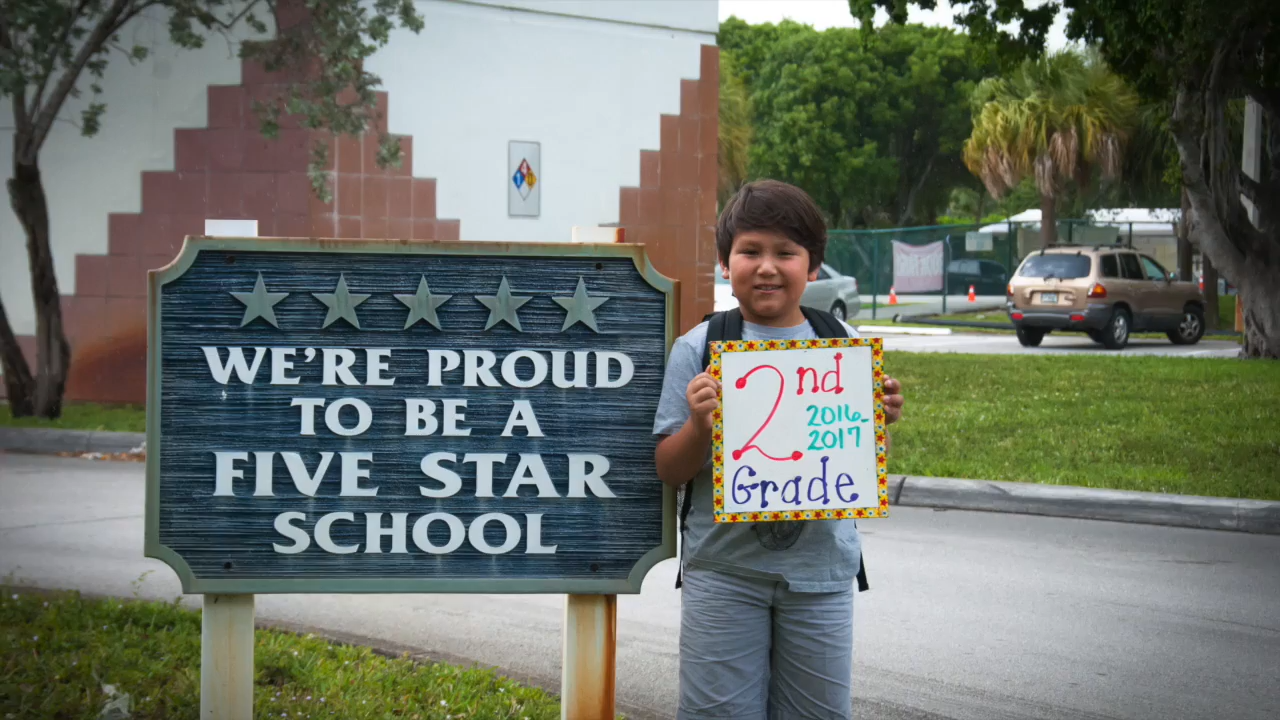 WE'RE PROUD
TO BE A
FIVE STAR
SCHOOL
2nd
2016-
2017
Grade